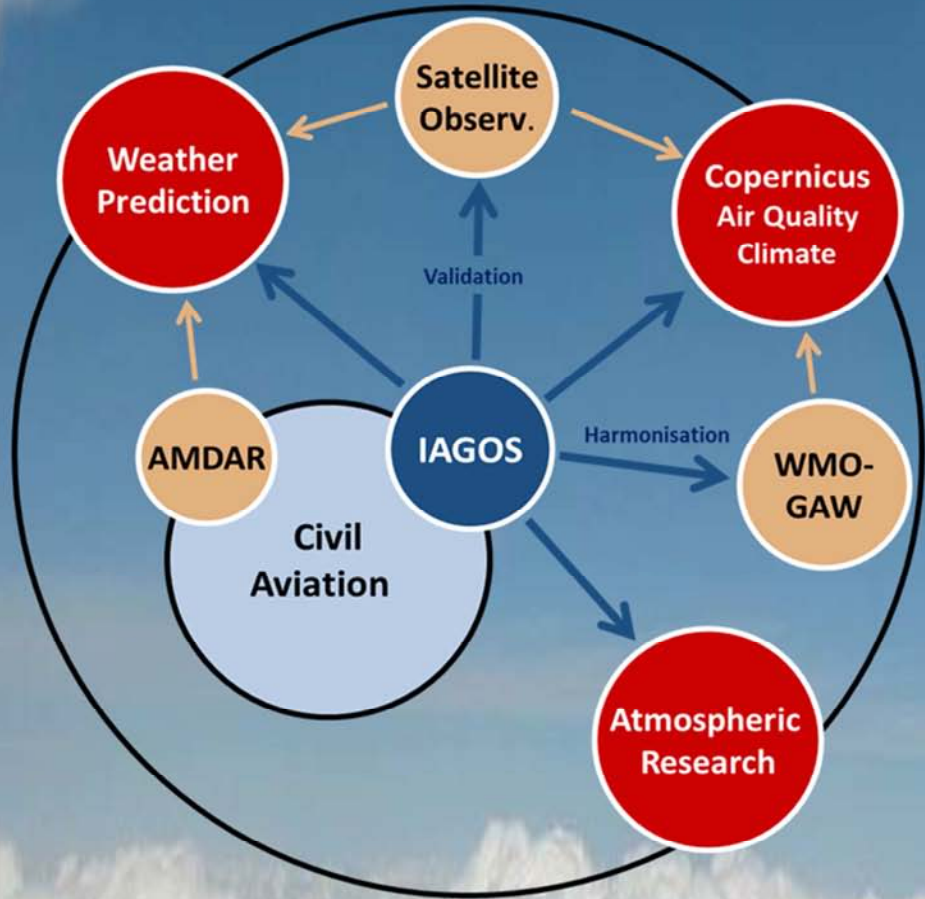 Satellite
Observ.
Weather
Prediction
Copernicus
Air Quality
Climate
Validation
Harmonisation
AMDAR
IAGOS
WMO-
GAW
Civil
Aviation
Atmospheric
Research